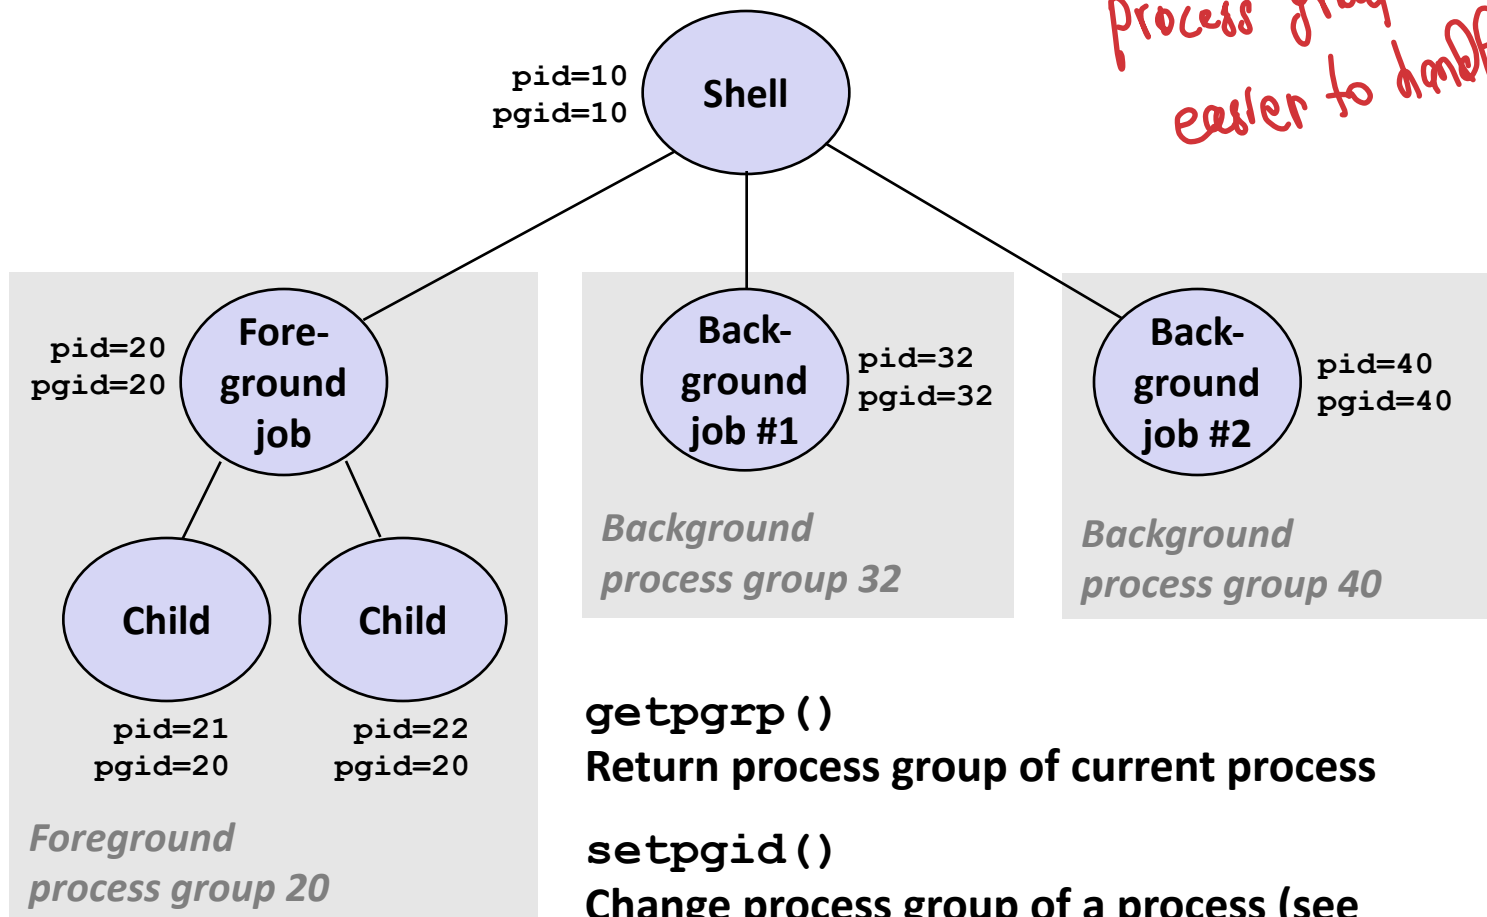 process
easier to
pid=10
pgid=10
Shell
pid=20
pgid=20
Fore-
ground
job
Back-
ground
job #1
pid=32
pgid=32
Back-
ground
job #2
pid=40
pgid=40
Background
process group 32
Background
process group 40
Child
Child
pid=21
pgid=20
pid=22
pgid=20
Foreground
process group 20
getpgrp()
Return process group of current process
setpgid()
Change process group of a process (see